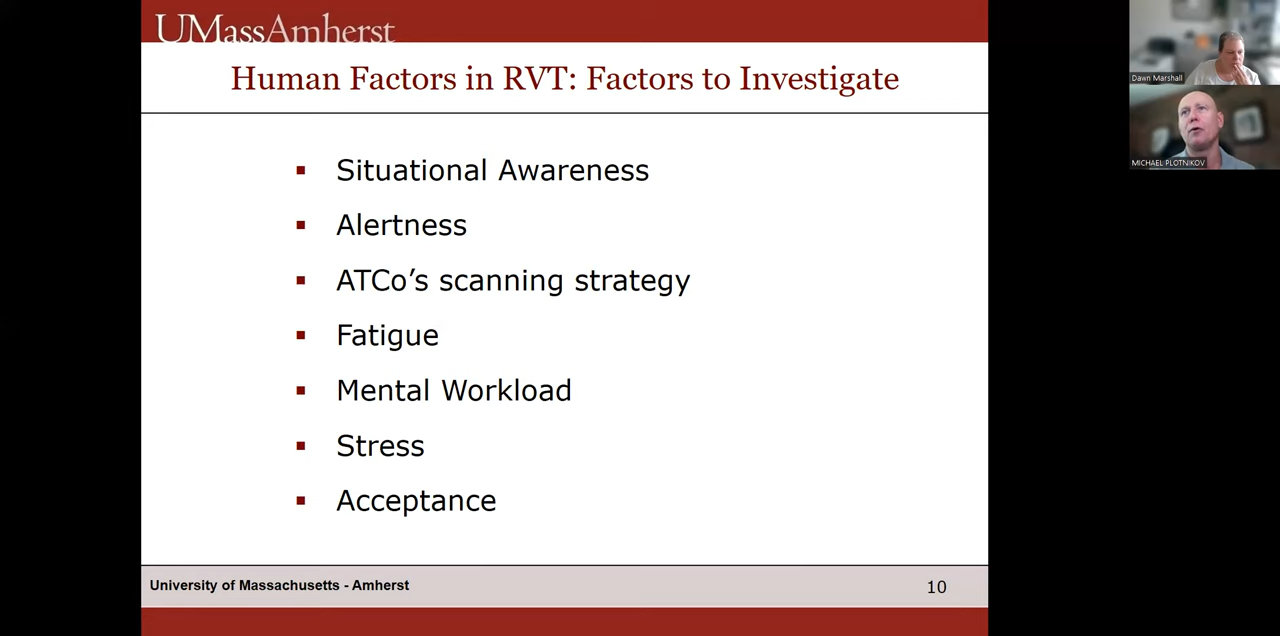 UMassAmherst
Human Factors in RVT: Factors to Investigate
▪ Situational Awareness
▪ Alertness
▪ ATCo’s scanning strategy
▪ Fatigue
▪ Mental Workload
▪ Stress
▪ Acceptance
University of Massachusetts - Amherst
10
Dawn Marshall
MICHAEL PLOTNIKOV